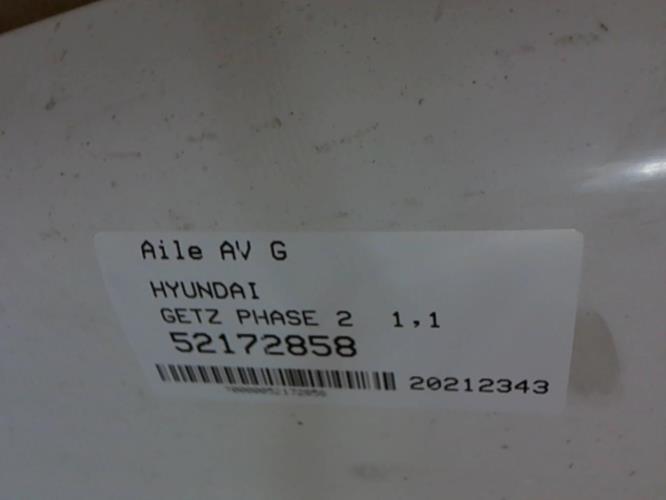 Aile AV G
HYUNDAI
GETZ PHASE 2 1,1
52172858
20212343